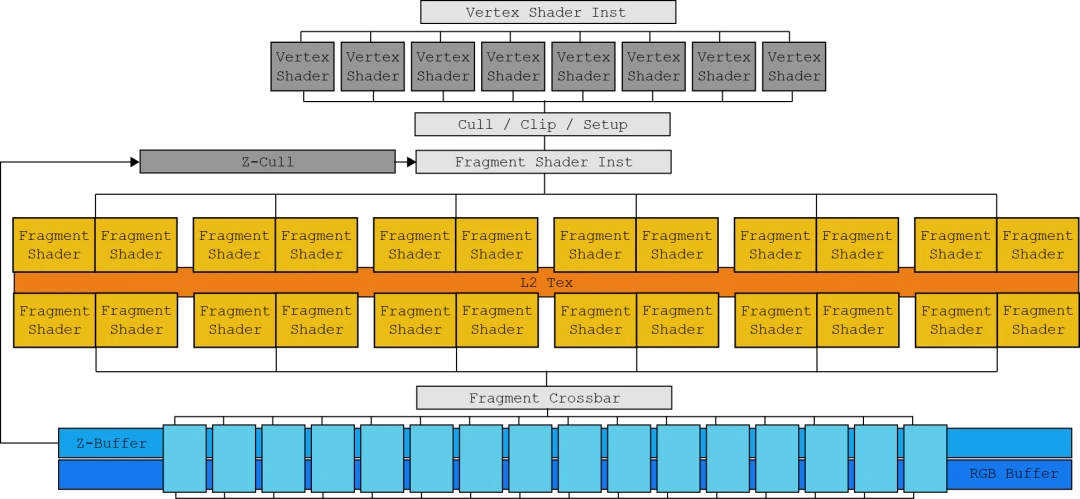 Vertex Shader Inst
Vertex Vertex Vertex Vertex Vertex Vertex Vertex Vertex
Shader Shader Shader Shader Shader Shader Shader Shader
Cull / Clip / Setup
Z-Cull
Fragment Shader Inst
Fragment Fragment Fragment Fragment Fragment Fragment Fragment Fragment Fragment Fragment Fragment Fragment
Shader Shader Shader Shader Shader Shader Shader Shader Shader Shader Shader Shader
L2 Tex
Fragment Fragment Fragment Fragment Fragment Fragment Fragment Fragment Fragment Fragment Fragment Fragment
Shader Shader Shader Shader Shader Shader Shader Shader Shader Shader Shader Shader
Fragment Crossbar
Z-Buffer
RGB Buffer